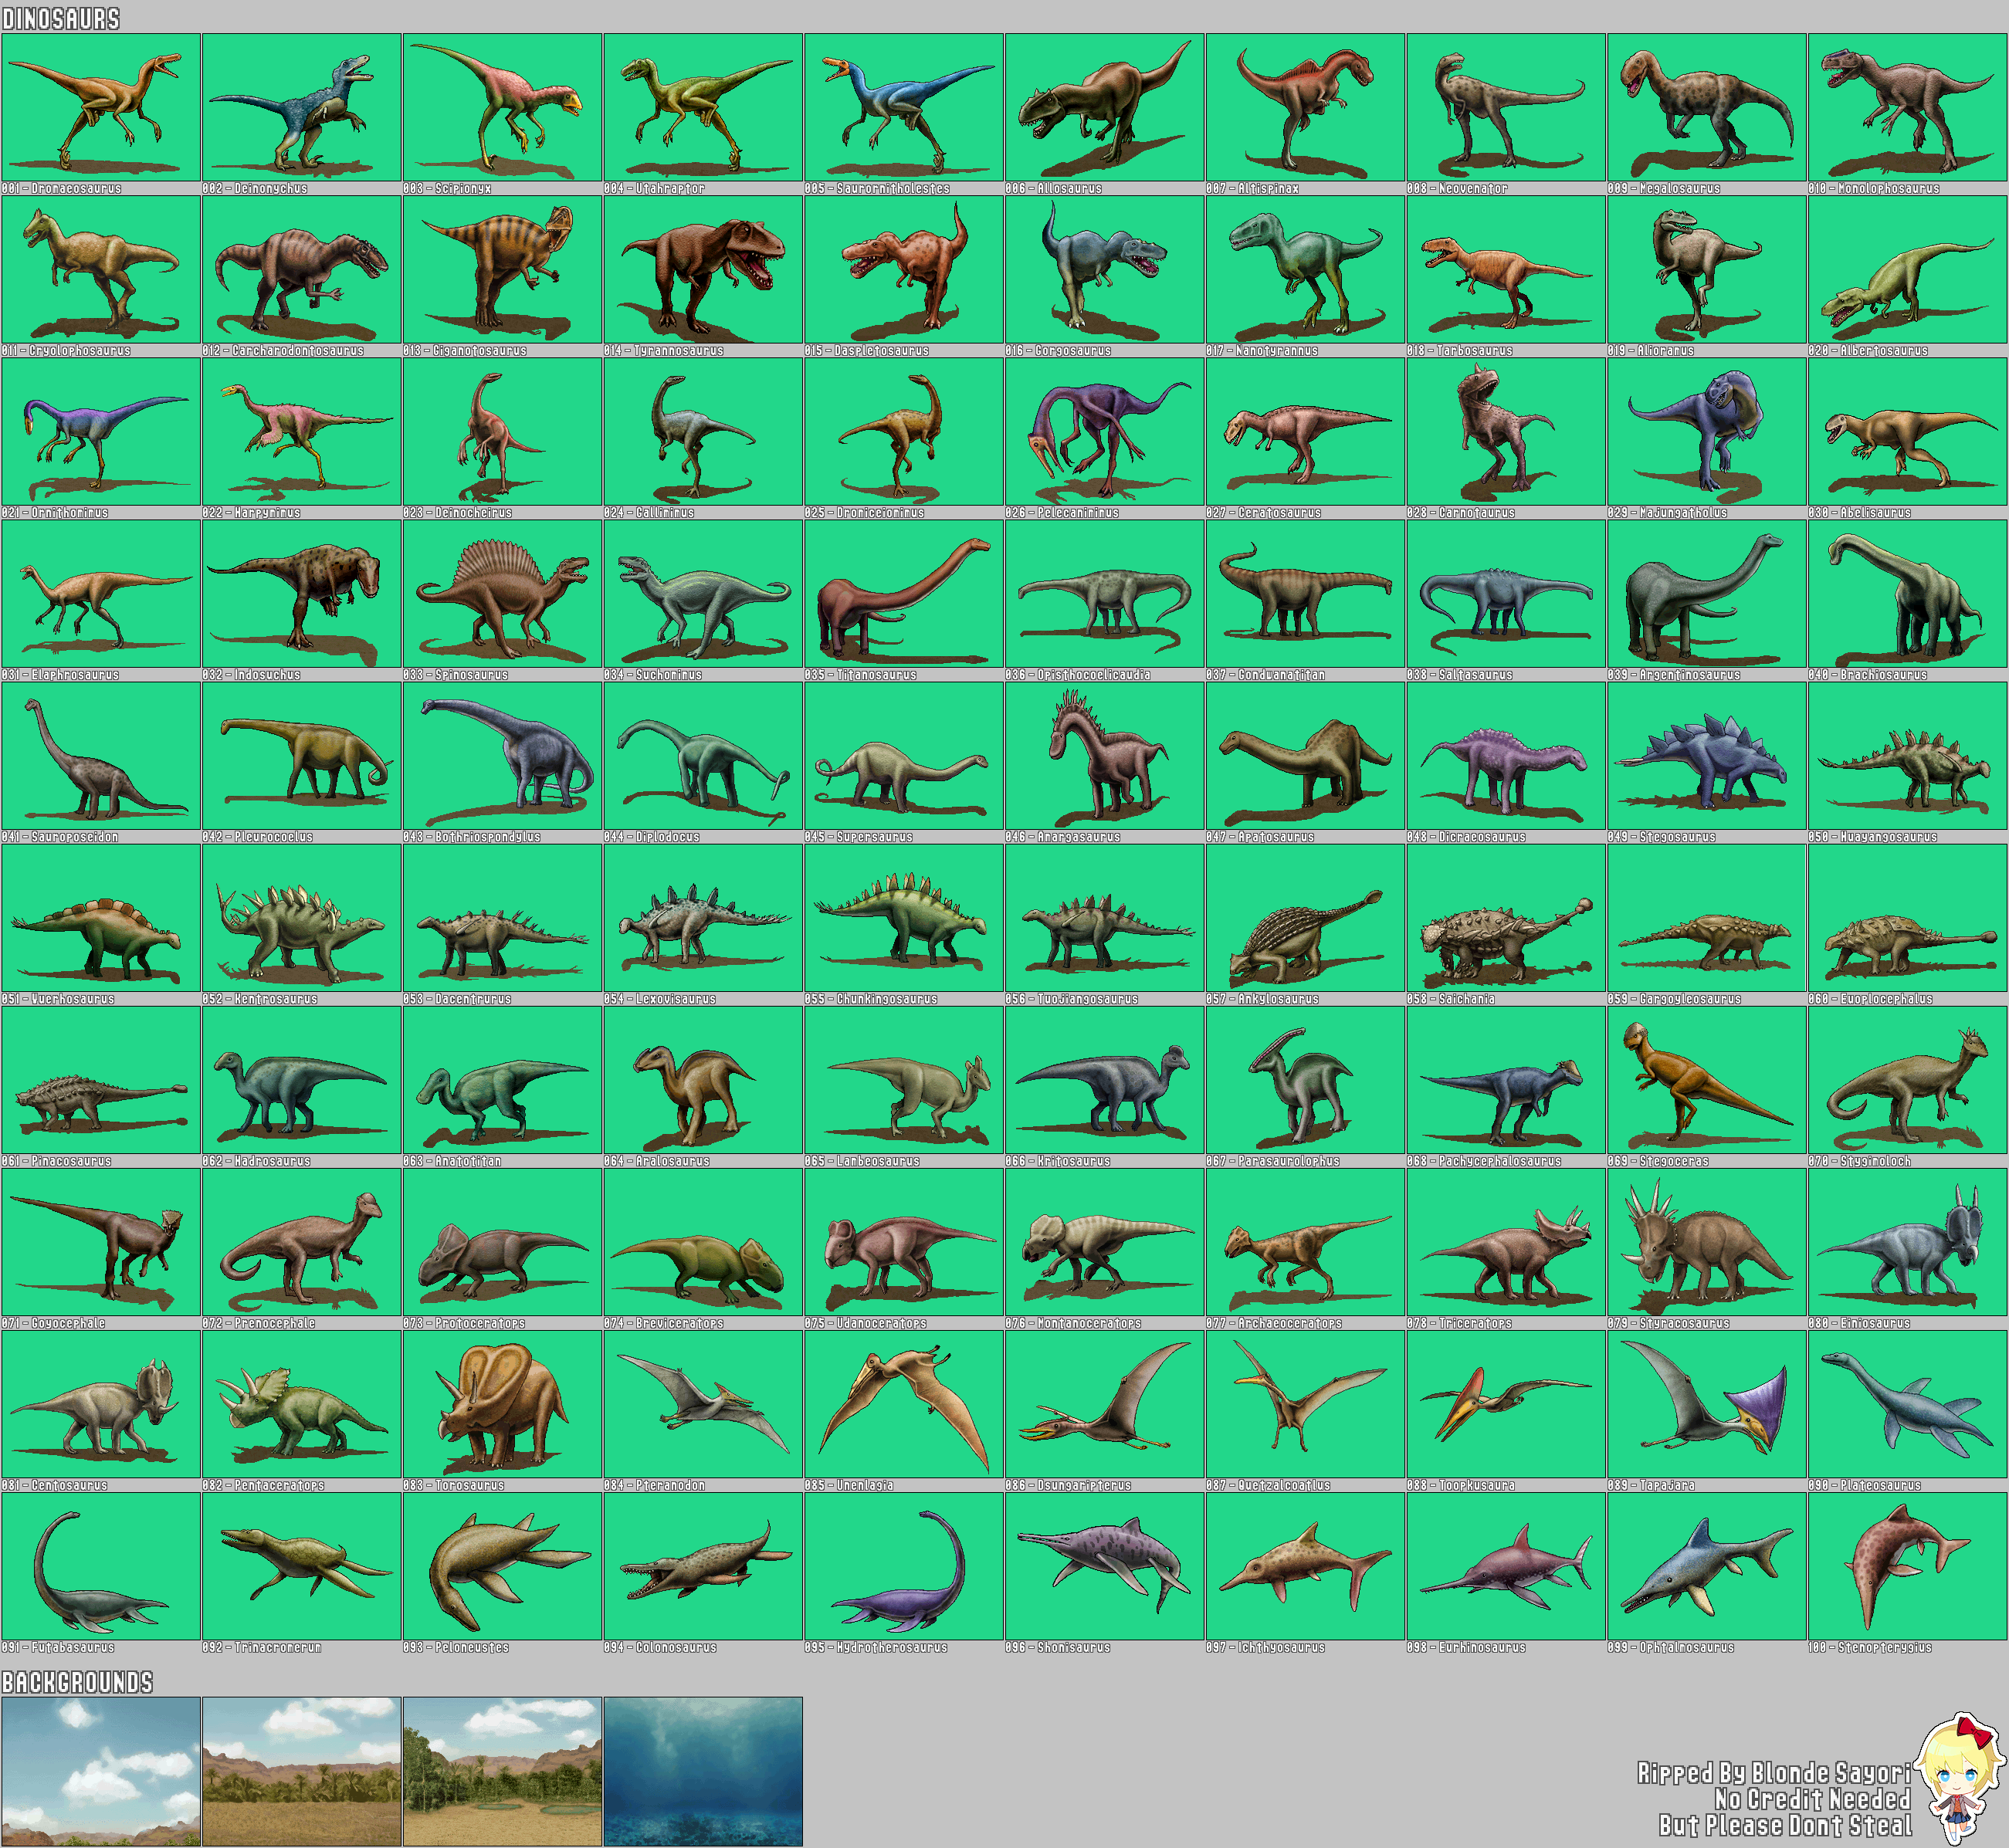 DINOSAURS
001 - Dromaeosaurus
002 - Deinonychus
003 - Scipionyx
004 - Utahraptor
005 - Saurornitholestes
006 - Allosaurus
007 - Altispinax
008 - Neovenator
009 - Megalosaurus
010 - Monolophosaurus
011 - Cryolophosaurus
012 - Carcharodontosaurus
013 - Giganotosaurus
014 - Tyrannosaurus
015 - Daspletosaurus
016 - Gorgosaurus
017 - Nanotyrannus
018 - Tarbosaurus
019 - Alioramus
020 - Albertosaurus
021 - Ornithomimus
022 - Harpymimus
023 - Deinocheirus
024 - Gallimimus
025 - Dromiceiomimus
026 - Pelecanimimus
027 - Ceratosaurus
028 - Carnotaurus
029 - Majungatholus
030 - Abelisaurus
031 - Elaphrosaurus
032 - Indosuchus
033 - Spinosaurus
034 - Suchomimus
035 - Titanosaurus
036 - Opisthocoelicaudia
037 - Gondwanatitan
038 - Saltasaurus
039 - Argentinosaurus
040 - Brachiosaurus
041 - Sauroposeidon
042 - Pleurocoelus
043 - Bothriospondylus
044 - Diplodocus
045 - Supersaurus
046 - Amargasaurus
047 - Apatosaurus
048 - Dicraeosaurus
049 - Stegosaurus
050 - Huayangosaurus
051 - Wuerhosaurus
052 - Kentrosaurus
053 - Dacentrurus
054 - Lexovisaurus
055 - Chunkingosaurus
056 - Tuojiangosaurus
057 - Ankylosaurus
058 - Saichania
059 - Gargoyleosaurus
060 - Euoplocephalus
061 - Pinacosaurus
062 - Hadrosaurus
063 - Anatotitan
064 - Aralosaurus
065 - Lambeosaurus
066 - Kritosaurus
067 - Parasaurolophus
068 - Pachycephalosaurus
069 - Stegoceras
070 - Stygimoloch
071 - Goyocephale
072 - Prenocephale
073 - Protoceratops
074 - Breviceratops
075 - Udanoceratops
076 - Montanoceratops
077 - Archaeoceratops
078 - Triceratops
079 - Styracosaurus
080 - Einiosaurus
081 - Centosaurus
082 - Pentaceratops
083 - Torosaurus
084 - Pteranodon
085 - Unenlagia
086 - Dsungaripterus
087 - Quetzalcoatlus
088 - Toopkusaura
089 - Tapajara
090 - Plateosaurus
091 - Futabasaurus
092 - Trinacromerum
093 - Peloneustes
094 - Colonosaurus
095 - Hydrotherosaurus
096 - Shonisaurus
097 - Ichthyosaurus
098 - Eurhinosaurus
099 - Ophtalmosaurus
100 - Stenopterygius
BACKGROUNDS
Ripped By Blonde Sayori
No Credit Needed
But Please Dont Steal